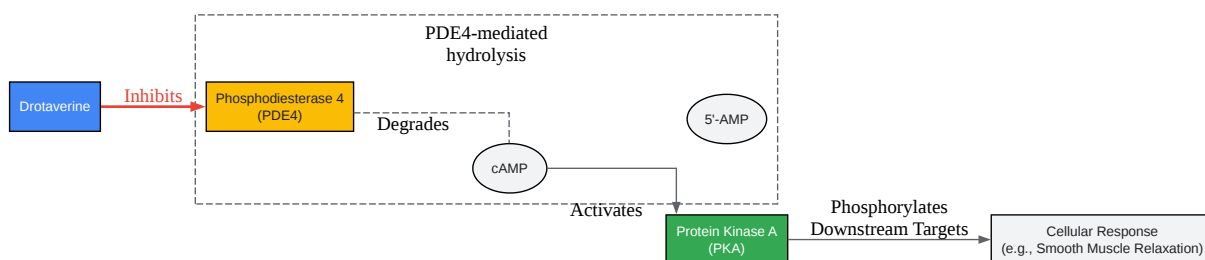 PDE4-mediated
hydrolysis
Drotaverine
Inhibits
Phosphodiesterase 4
(PDE4)
Degrades
5'-AMP
cAMP
Activates
Protein Kinase A
(PKA)
Phosphorylates
Downstream Targets
Cellular Response
(e.g., Smooth Muscle Relaxation)